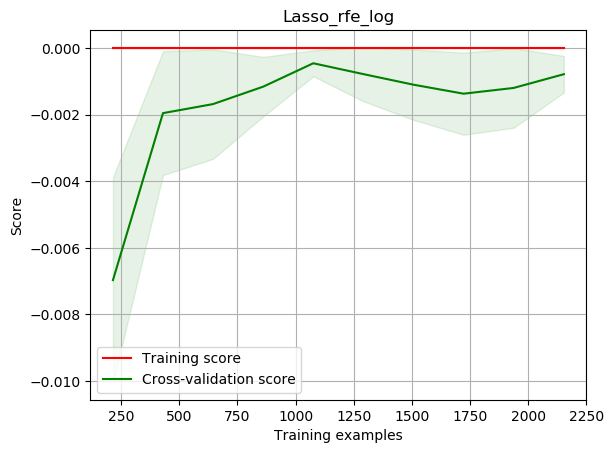 Lasso_rfe_log
0.000
−0.002
−0.004
−0.006
−0.008
−0.010
Score
Training score
Cross-validation score
250 500 750 1000 1250 1500 1750 2000 2250
Training examples